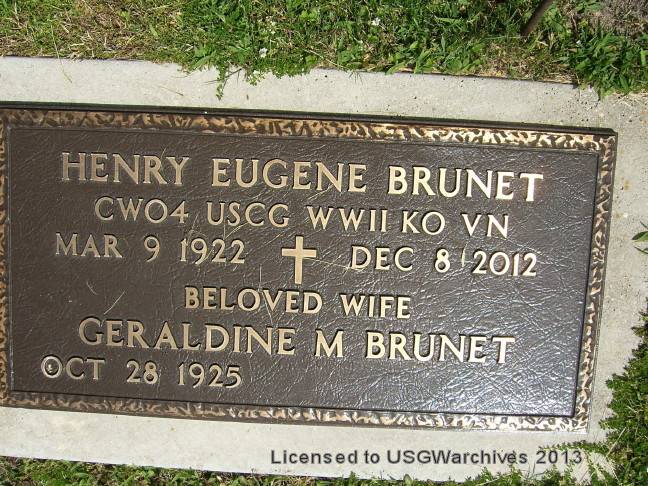 HENRY EUGENE BRUNET
CWO4 USCG WWII KO VN
MAR 9 1922 DEC 8 2012
BELOVED WIFE
GERALDINE M BRUNET
OCT 28 1925
Licensed to USGWarchives 2013